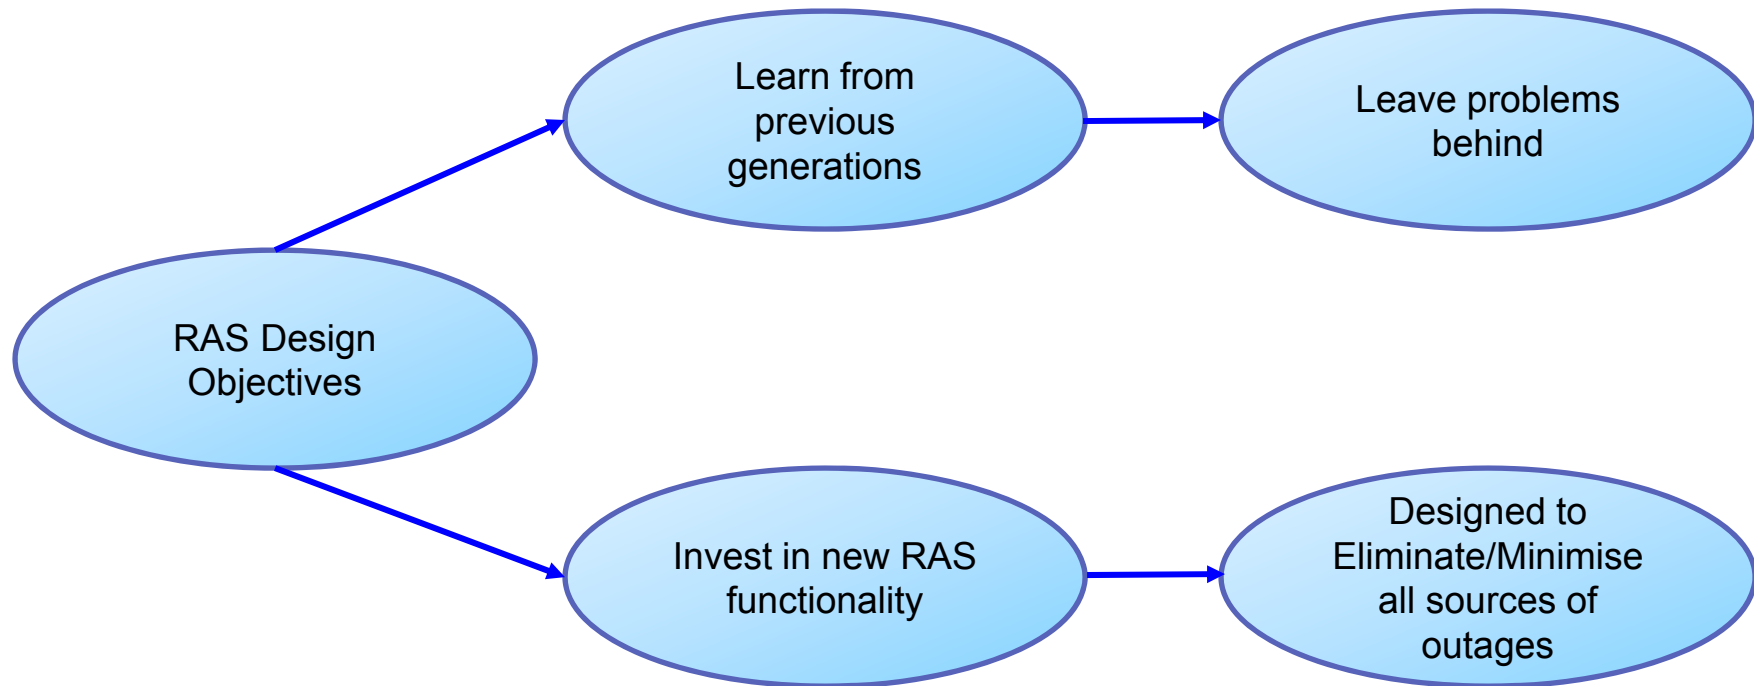 Learn from
previous
generations
Leave problems
behind
RAS Design
Objectives
Invest in new RAS
functionality
Designed to
Eliminate/Minimise
all sources of
outages